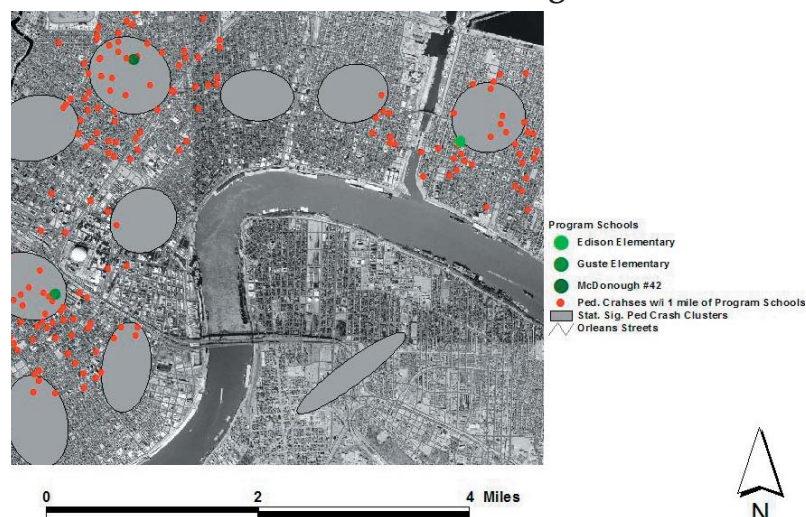 Program Schools
Edison Elementary
Guste Elementary
McDonough #42
Ped. Crahses w/i 1 mile of Program Schools
Stat. Sig. Ped Crash Clusters
Orleans Streets
0 2 4 Miles
N